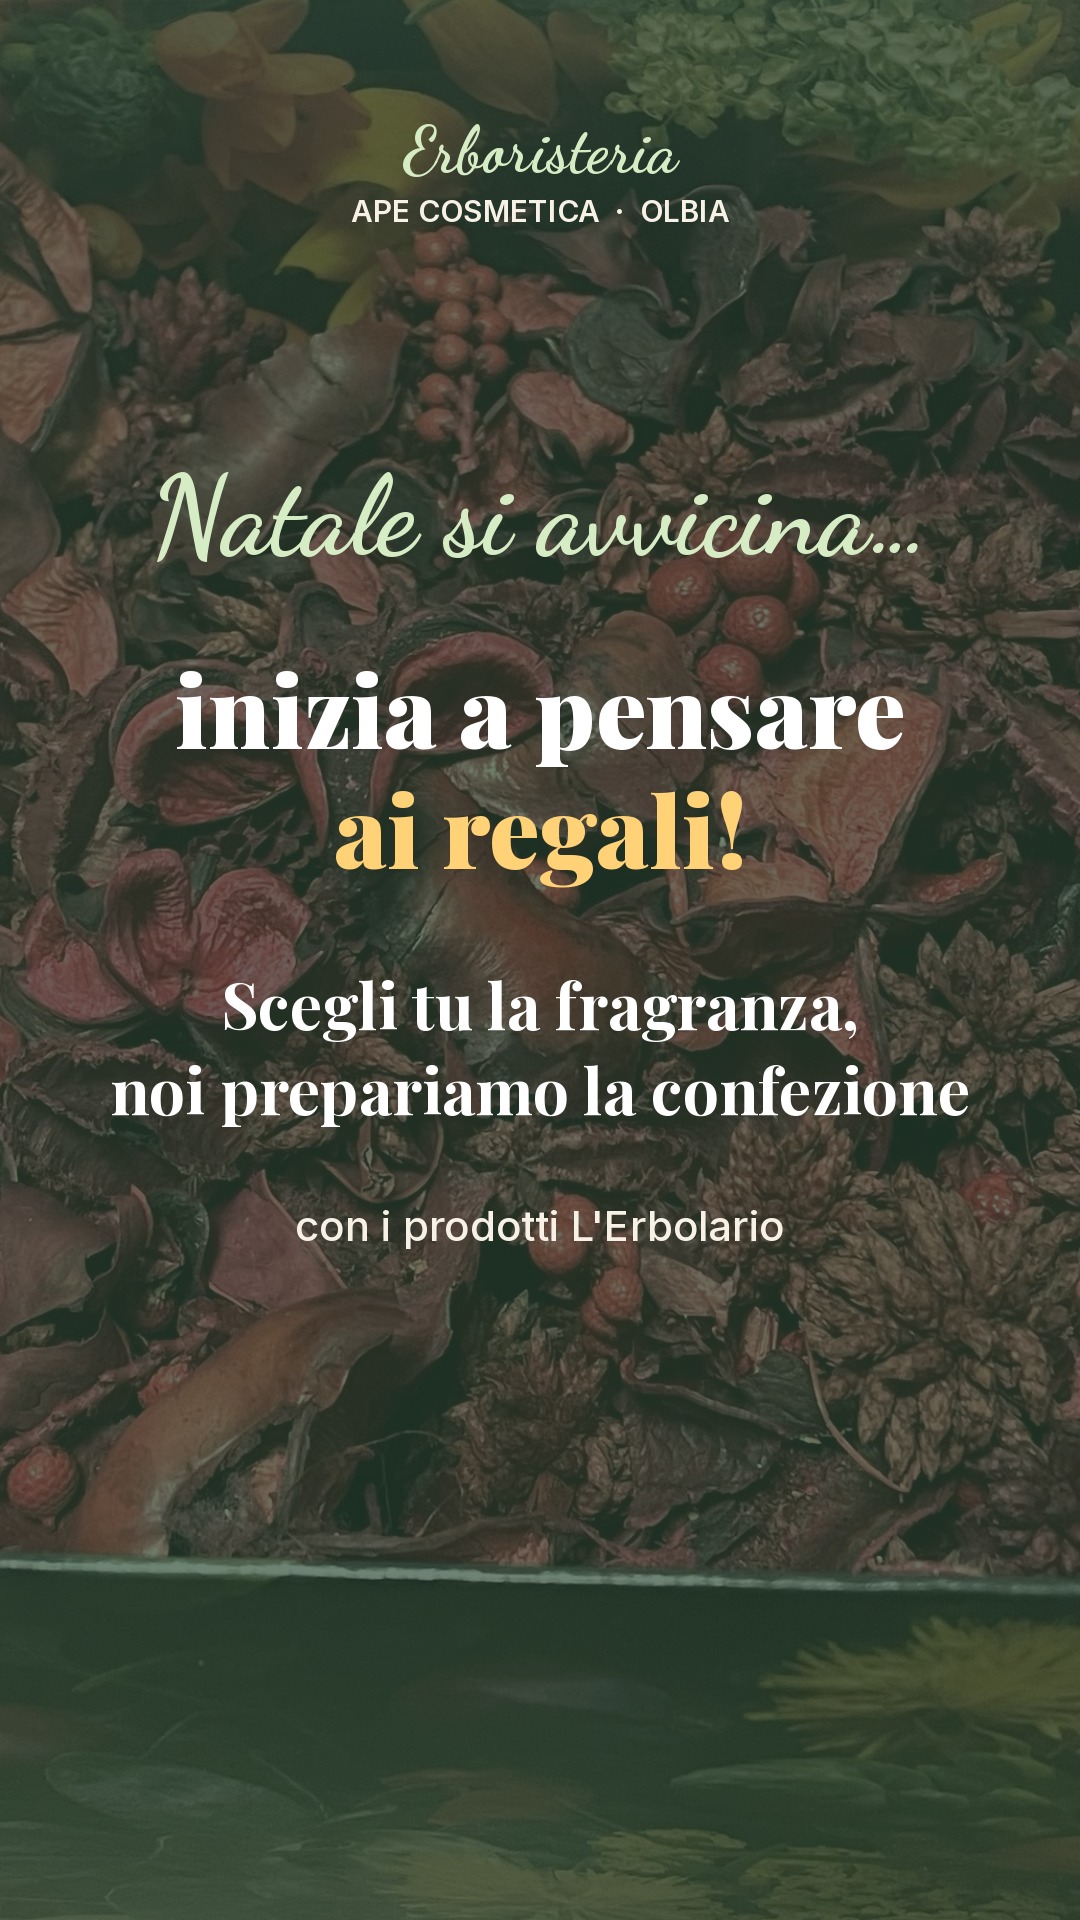 Erboristeria
APE COSMETICA · OLBIA
Natale si avvicina...
inizia a pensare
ai regali!
Scegli tu la fragranza,
noi prepariamo la confezione
con i prodotti L'Erbolario